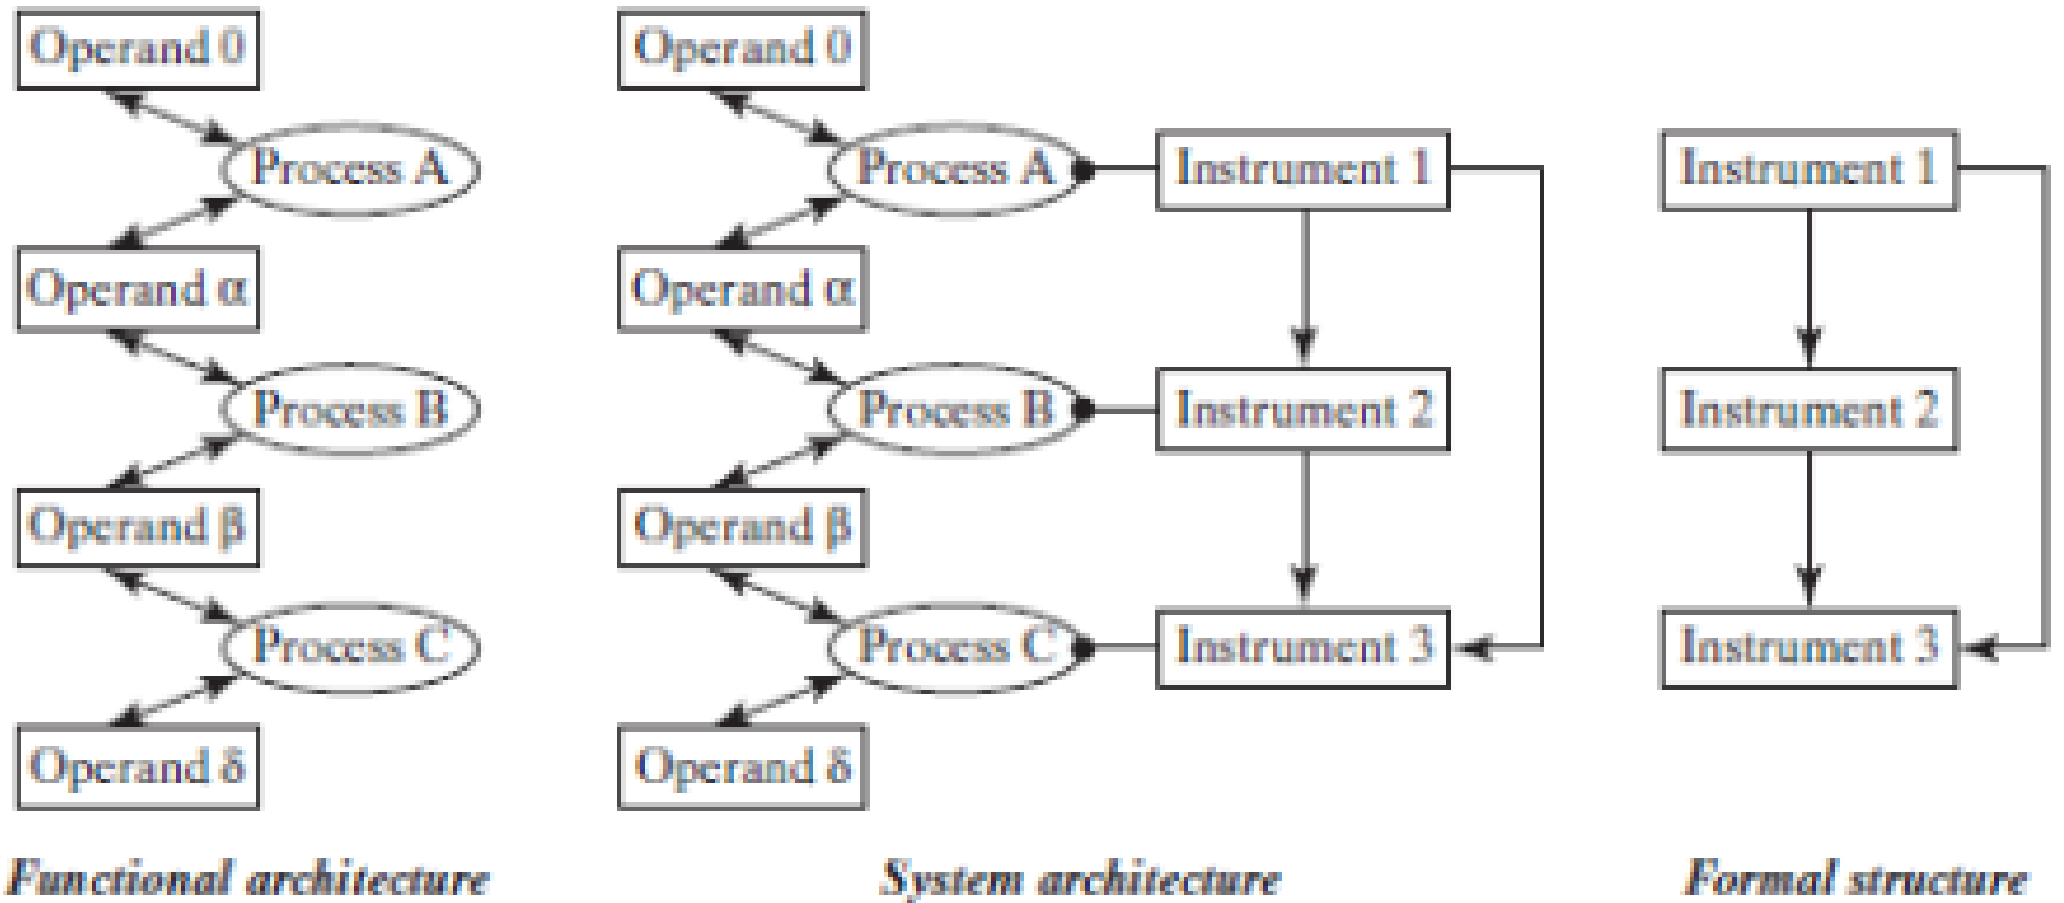 Operand 0
Process A
Operand α
Process B
Operand β
Process C
Operand δ
Functional architecture
Operand 0
Process A
Instrument 1
Operand α
Process B
Instrument 2
Operand β
Process C
Instrument 3
Operand δ
System architecture
Instrument 1
Instrument 2
Instrument 3
Formal structure